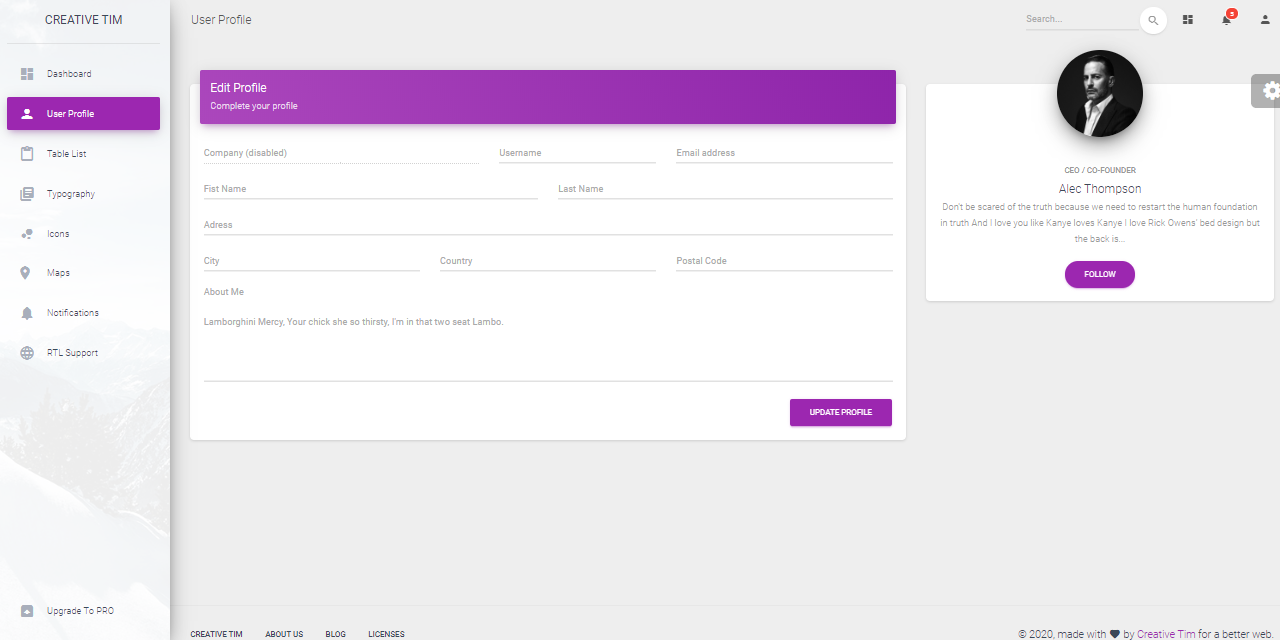 CREATIVE TIM
Dashboard
User Profile
Table List
Typography
Icons
Maps
Notifications
RTL Support
Upgrade To PRO
User Profile
Search...
5
Edit Profile
Complete your profile
Company (disabled)
Username
Email address
Fist Name
Last Name
Adress
City
Country
Postal Code
About Me
Lamborghini Mercy, Your chick she so thirsty, I'm in that two seat Lambo.
UPDATE PROFILE
CEO / CO-FOUNDER
Alec Thompson
Don't be scared of the truth because we need to restart the human foundation
in truth And I love you like Kanye loves Kanye I love Rick Owens' bed design but
the back is...
FOLLOW
CREATIVE TIM
ABOUT US
BLOG
LICENSES
© 2020, made with by Creative Tim for a better web.